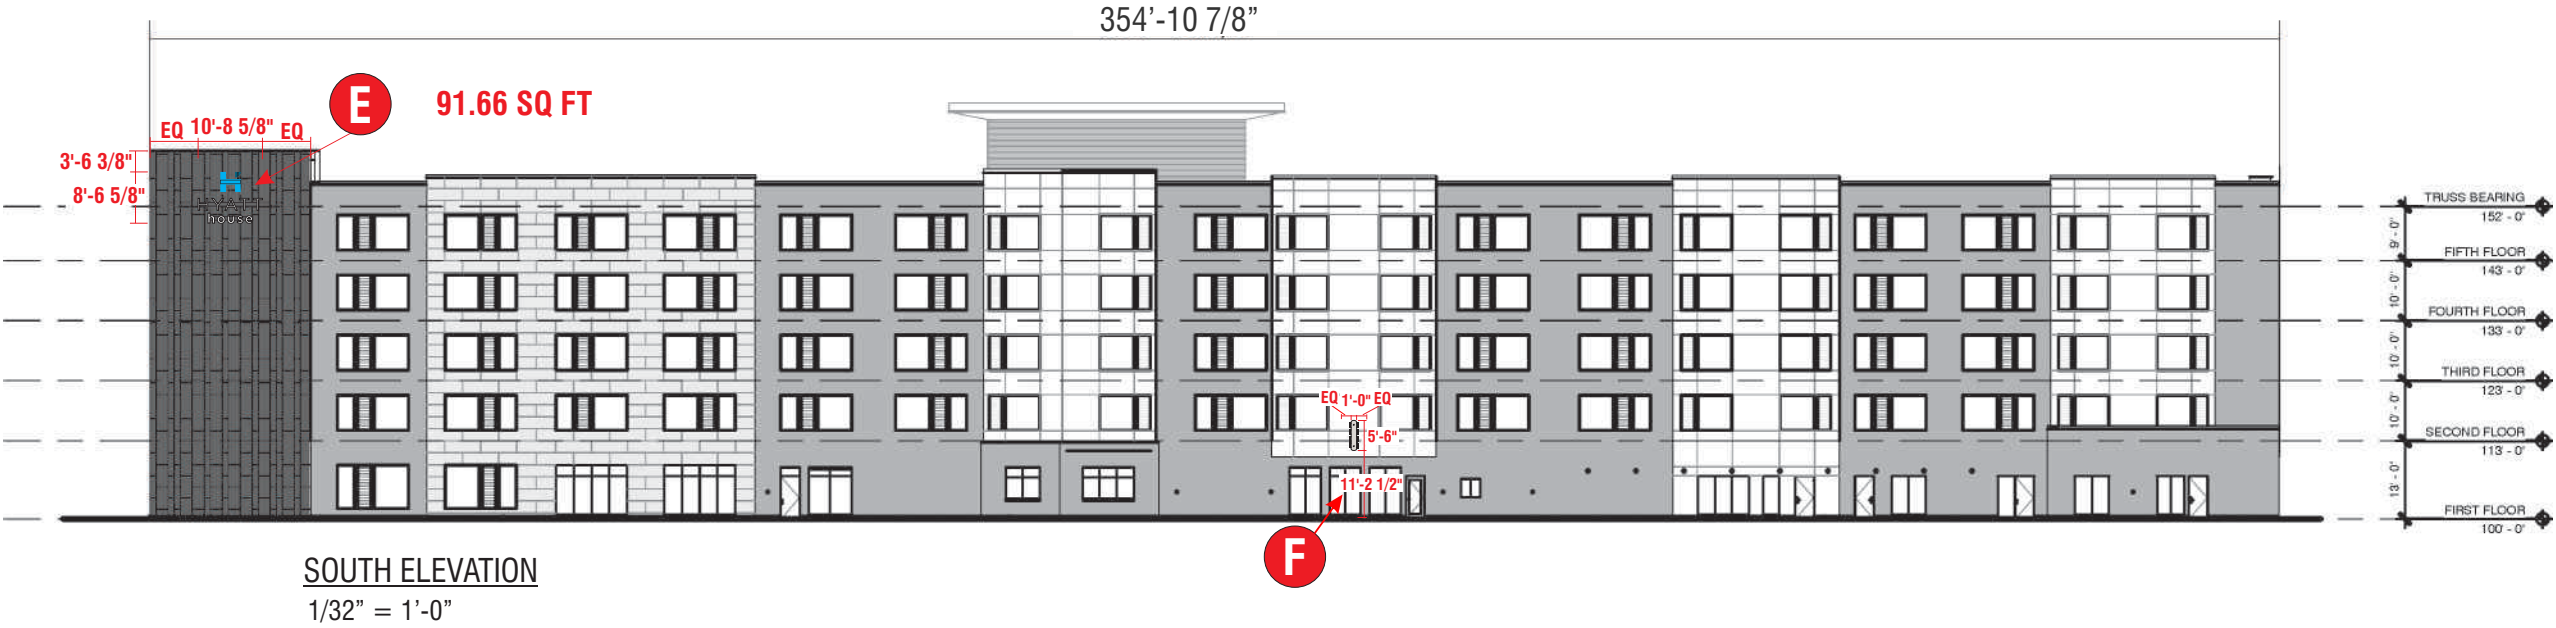 354'-10 7/8”
E
91.66 SQ FT
EQ 10'-8 5/8" EQ
3'-6 3/8"
8'-6 5/8"
HYATT
house
TRUSS BEARING
152' - 0"
9' - 0"
FIFTH FLOOR
143' - 0"
10' - 0"
FOURTH FLOOR
133' - 0"
10' - 0"
THIRD FLOOR
123' - 0"
10' - 0"
SECOND FLOOR
113' - 0"
13' - 0"
FIRST FLOOR
100' - 0"
EQ 1'-0" EQ
5'-6"
11'-2 1/2"
F
SOUTH ELEVATION
1/32” = 1’-0”